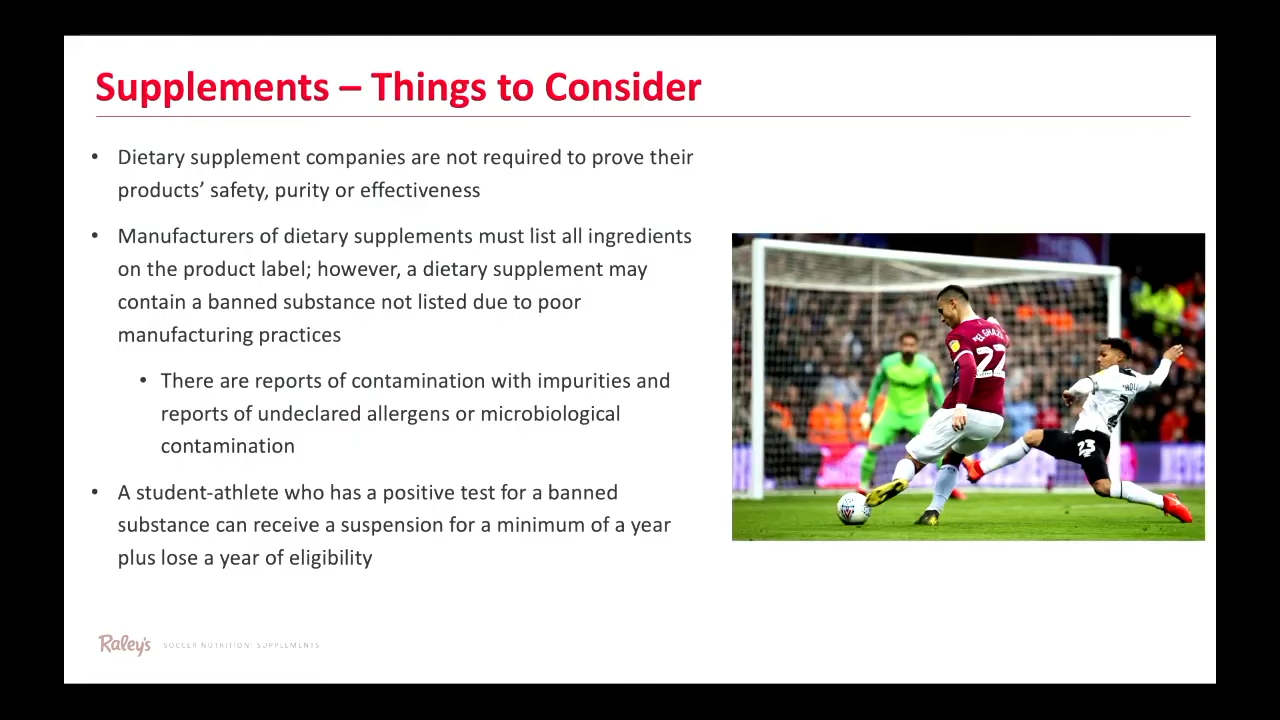 Supplements – Things to Consider
• Dietary supplement companies are not required to prove their
products’ safety, purity or effectiveness
• Manufacturers of dietary supplements must list all ingredients
on the product label; however, a dietary supplement may
contain a banned substance not listed due to poor
manufacturing practices
• There are reports of contamination with impurities and
reports of undeclared allergens or microbiological
contamination
• A student-athlete who has a positive test for a banned
substance can receive a suspension for a minimum of a year
plus lose a year of eligibility
22
23
Raley's SOCCER NUTRITION: SUPPLEMENTS